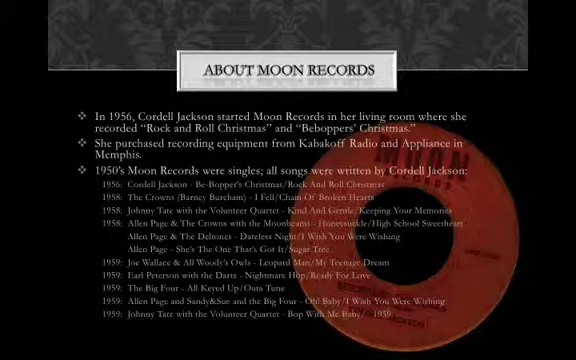 ABOUT MOON RECORDS
In 1956, Cordell Jackson started Moon Records in her living room where she
recorded "Rock and Roll Christmas" and "Beboppers' Christmas."
She purchased recording equipment from Kabakoff Radio and Appliance in
Memphis.
1950's Moon Records were singles; all songs were written by Cordell Jackson:
1956: Cordell Jackson - Be-Bopper's Christmas/Rock And Roll Christmas
1958: The Crowns (Barney Burcham) - I Fell/Chain Of Broken Hearts
1958: Johnny Tate with the Volunteer Quartet - Kind And Gentle/Keeping Your Memories
1958: Allen Page & The Crowns with the Moonbeams - Honeysuckle/High School Sweetheart
Allen Page & The Deltones - Dateless Night/I Wish You Were Wishing
Allen Page - She's The One That's Got It/Sugar Tree
1959: Joe Wallace & All Woody's Owls - Leopard Man/My Teenage Dream
1959: Earl Peterson with the Darts - Nightmare Hop/Ready For Love
1959: The Big Four - All Keyed Up/Outa Tune
1959: Allen Page and Sandy&Sue and the Big Four - Oh! Baby/I Wish You Were Wishing
1959: Johnny Tate with the Volunteer Quartet - Bop With Me Baby - 1959
MOON
RECORDS